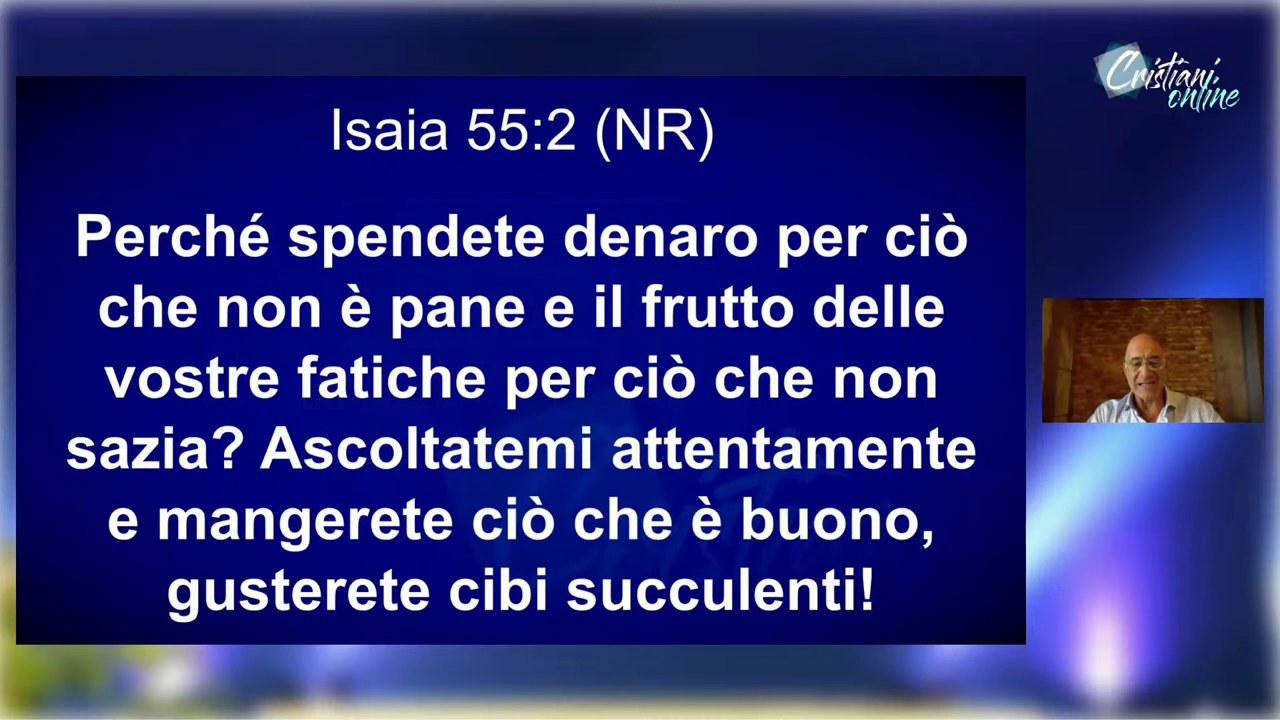 Cristiani
online
Isaia 55:2 (NR)
Perché spendete denaro per ciò
che non è pane e il frutto delle
vostre fatiche per ciò che non
sazia? Ascoltatemi attentamente
e mangerete ciò che è buono,
gusterete cibi succulenti!